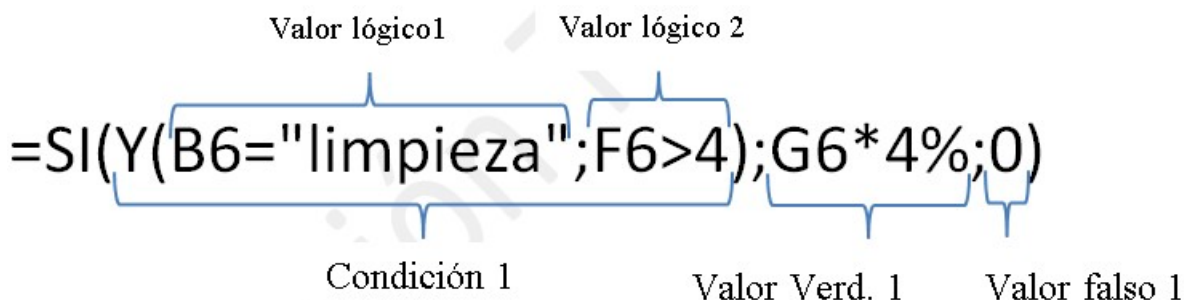 Valor lógico1 Valor lógico 2
=SI(Y(B6="limpieza";F6>4);G6*4%;0)
Condición 1 Valor Verd. 1 Valor falso 1